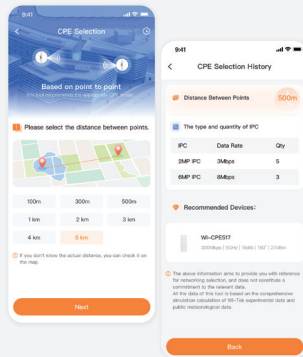 9:41
CPE Selection
Based on point to point
Please select the distance between points.
100m
300m
500m
1 km
2 km
3 km
4 km
5 km
If you don't know the actual distance, you can check it on
the map.
Next
9:41
CPE Selection History
Distance Between Points
500m
The type and quantity of IPC
IPC
Data Rate
Qty
2MP IPC
3Mbps
5
6MP IPC
8Mbps
3
Recommended Devices:
WI-CPE517
The above information aims to provide you with reference
for networking selection, and does not constitute a
commitment to the relevant data.
All the data of this tool is based on the comprehensive
simulation calculation of Wi-Tek experimental data and
public meteorological data.
Back